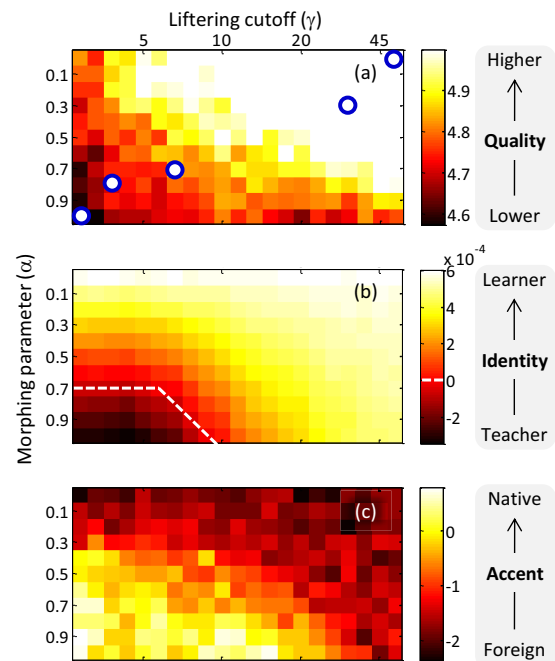 Liftering cutoff (γ)
5 10 20 45
Morphing parameter (α)
(a)
0.1
0.3
0.5
0.7
0.9
4.9
4.8
4.7
4.6
Higher
Quality
Lower
(b)
0.1
0.3
0.5
0.7
0.9
x 10⁻⁴
6
4
2
0
-2
Learner
Identity
Teacher
(c)
0.1
0.3
0.5
0.7
0.9
0
-1
-2
Native
Accent
Foreign